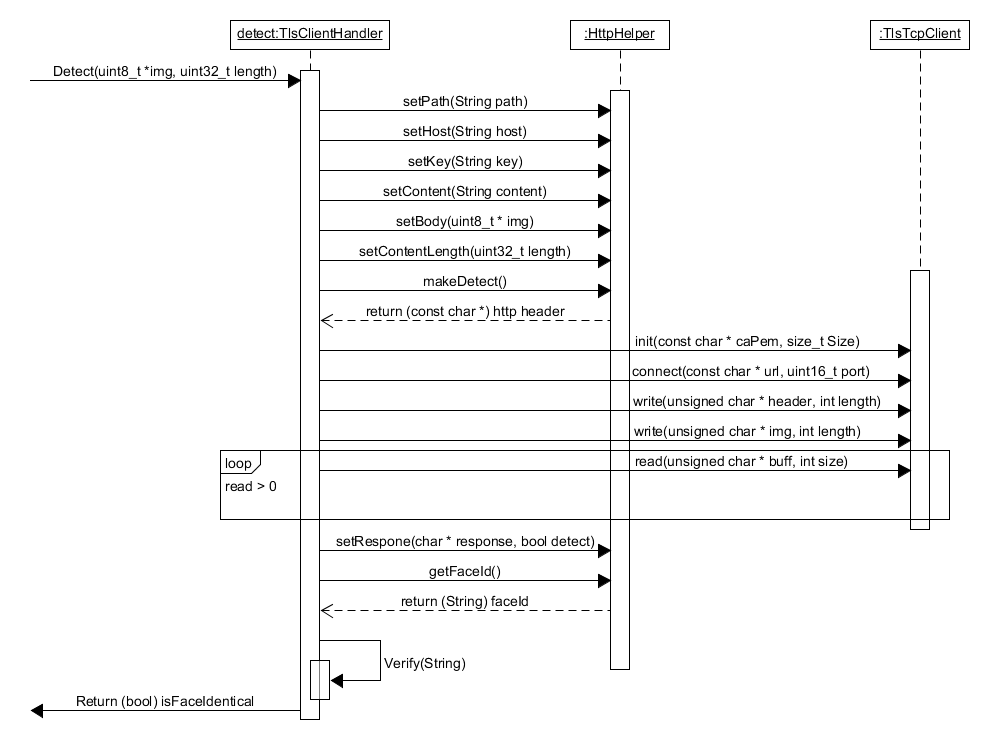 detect:TlsClientHandler
:HttpHelper
:TlsTcpClient
Detect(uint8_t *img, uint32_t length)
setPath(String path)
setHost(String host)
setKey(String key)
setContent(String content)
setBody(uint8_t * img)
setContentLength(uint32_t length)
makeDetect()
return (const char *) http header
init(const char * caPem, size_t Size)
connect(const char * url, uint16_t port)
write(unsigned char * header, int length)
write(unsigned char * img, int length)
loop
read(unsigned char * buff, int size)
read > 0
setRespone(char * response, bool detect)
getFaceId()
return (String) faceId
Verify(String)
Return (bool) isFaceIdentical